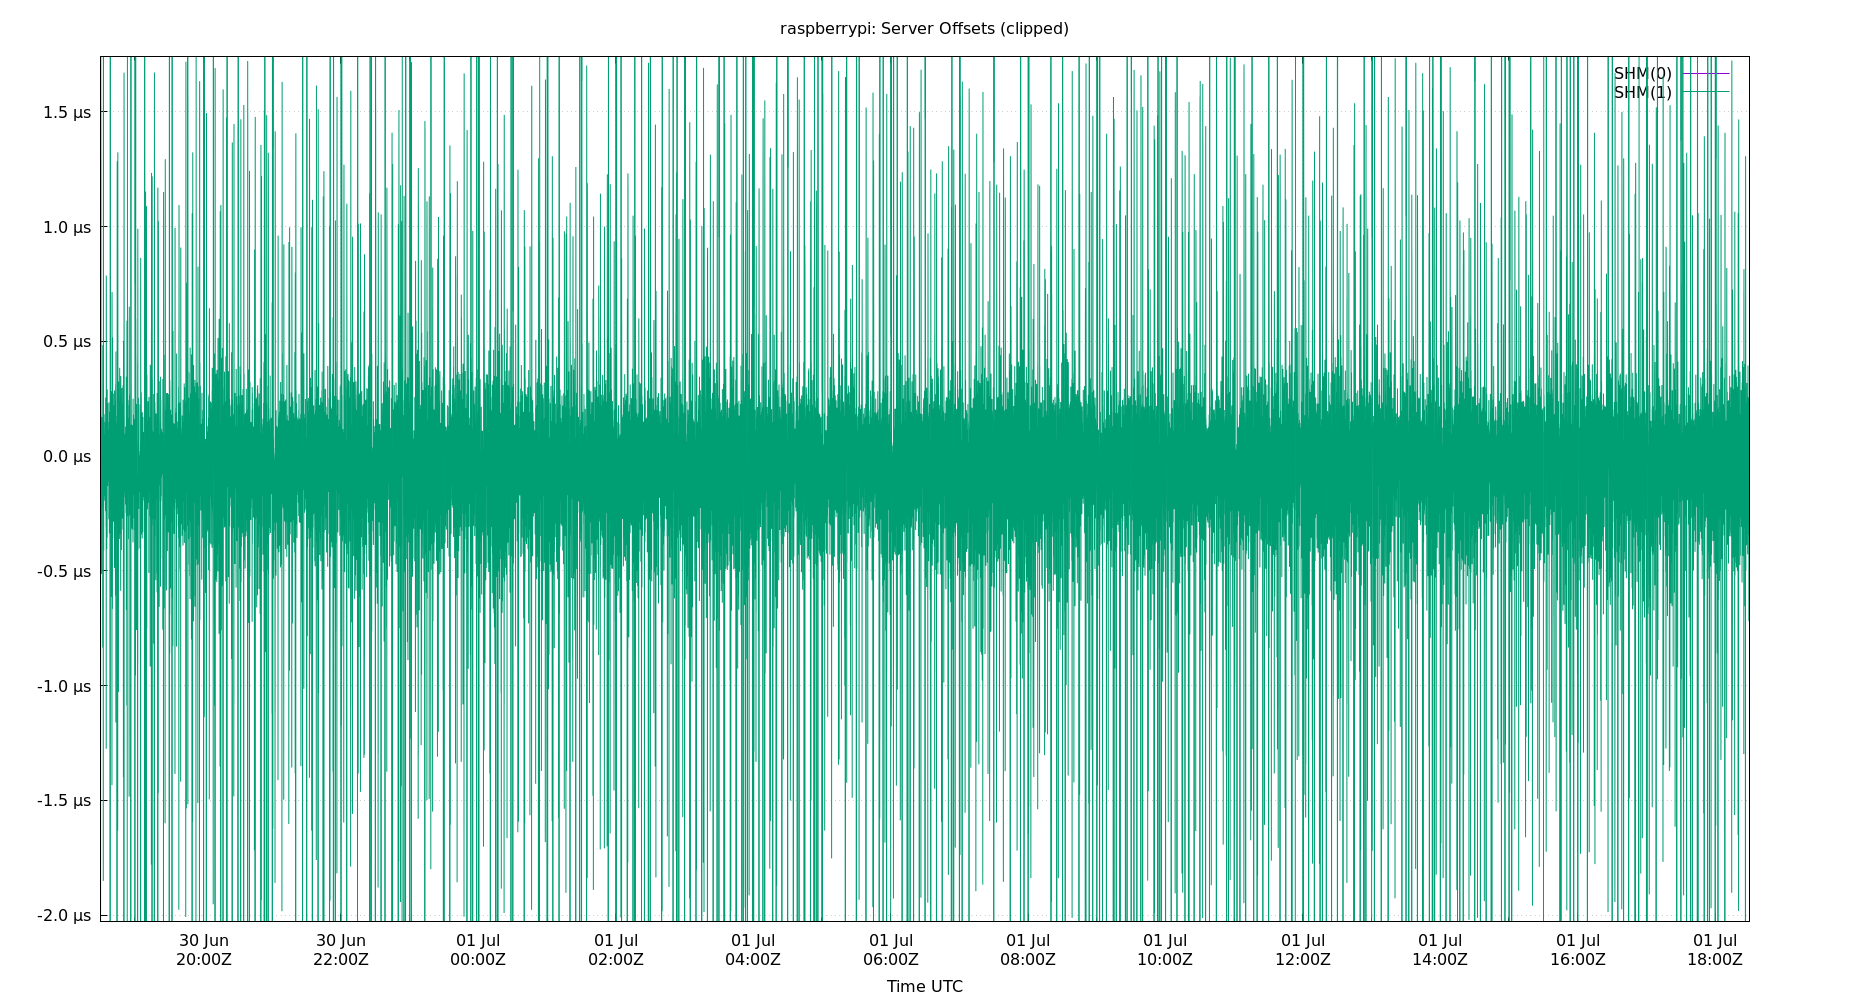 raspberrypi: Server Offsets (clipped)
SHM(0)
SHM(1)
1.5 µs
1.0 µs
0.5 µs
0.0 µs
-0.5 µs
-1.0 µs
-1.5 µs
-2.0 µs
30 Jun 30 Jun 01 Jul 01 Jul 01 Jul 01 Jul 01 Jul 01 Jul 01 Jul 01 Jul 01 Jul 01 Jul
20:00Z 22:00Z 00:00Z 02:00Z 04:00Z 06:00Z 08:00Z 10:00Z 12:00Z 14:00Z 16:00Z 18:00Z
Time UTC